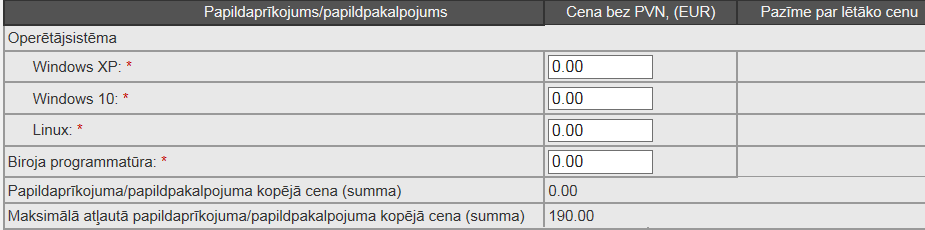 Papildaprīkojums/papildpakalpojums Cena bez PVN, (EUR) Pazīme par lētāko cenu
Operētājsistēma
Windows XP: * 0.00
Windows 10: * 0.00
Linux: * 0.00
Biroja programmatūra: * 0.00
Papildaprīkojuma/papildpakalpojuma kopējā cena (summa) 0.00
Maksimālā atļautā papildaprīkojuma/papildpakalpojuma kopējā cena (summa) 190.00